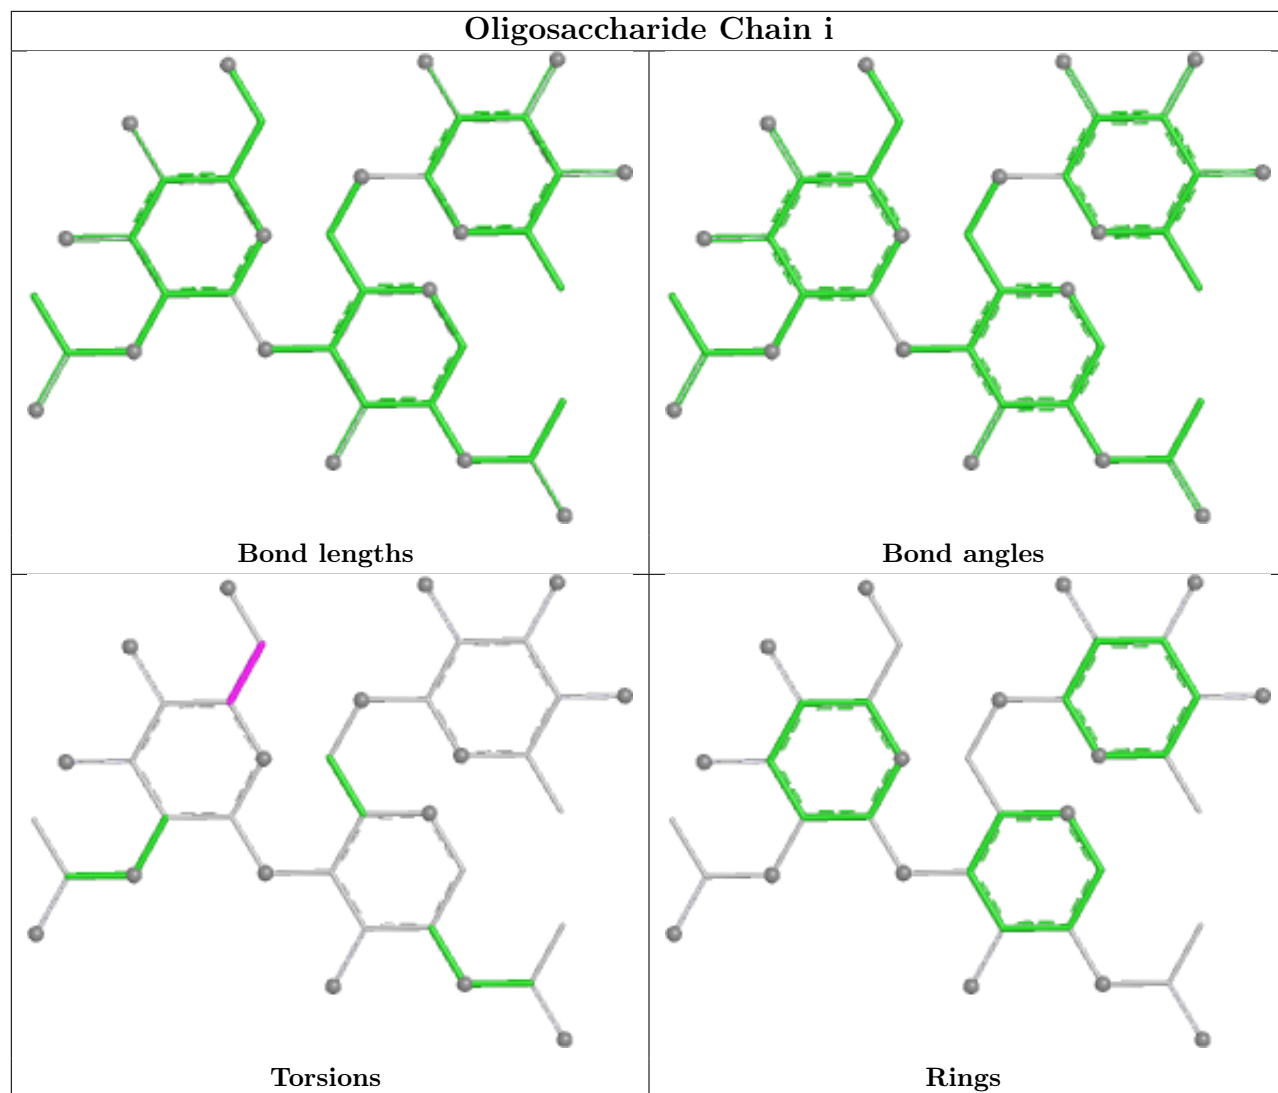 Oligosaccharide Chain i
Bond lengths
Bond angles
Torsions
Rings